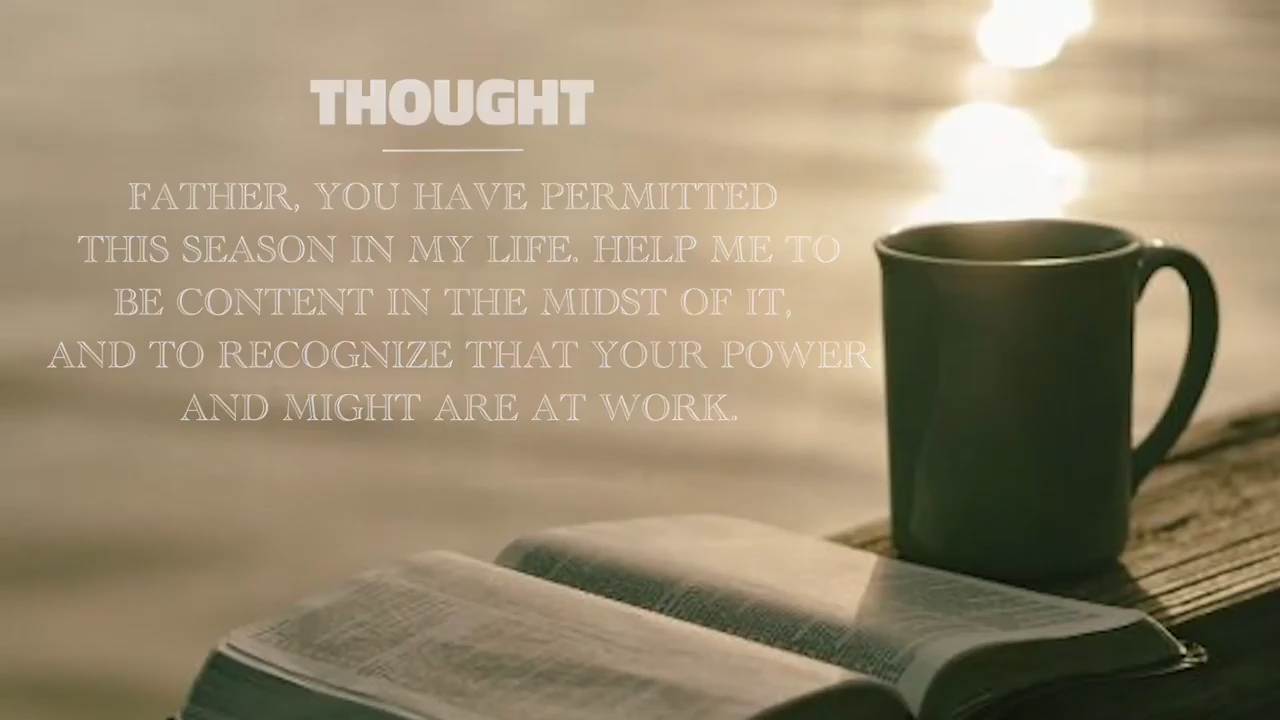 THOUGHT
FATHER, YOU HAVE PERMITTED
THIS SEASON IN MY LIFE. HELP ME TO
BE CONTENT IN THE MIDST OF IT,
AND TO RECOGNIZE THAT YOUR POWER
AND MIGHT ARE AT WORK.